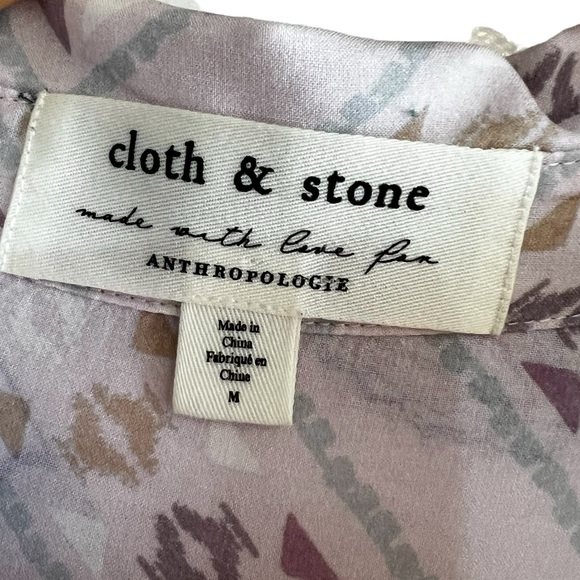 cloth & stone
made with love for
ANTHROPOLOGIE
Made in
China
Fabriqué en
Chine
M